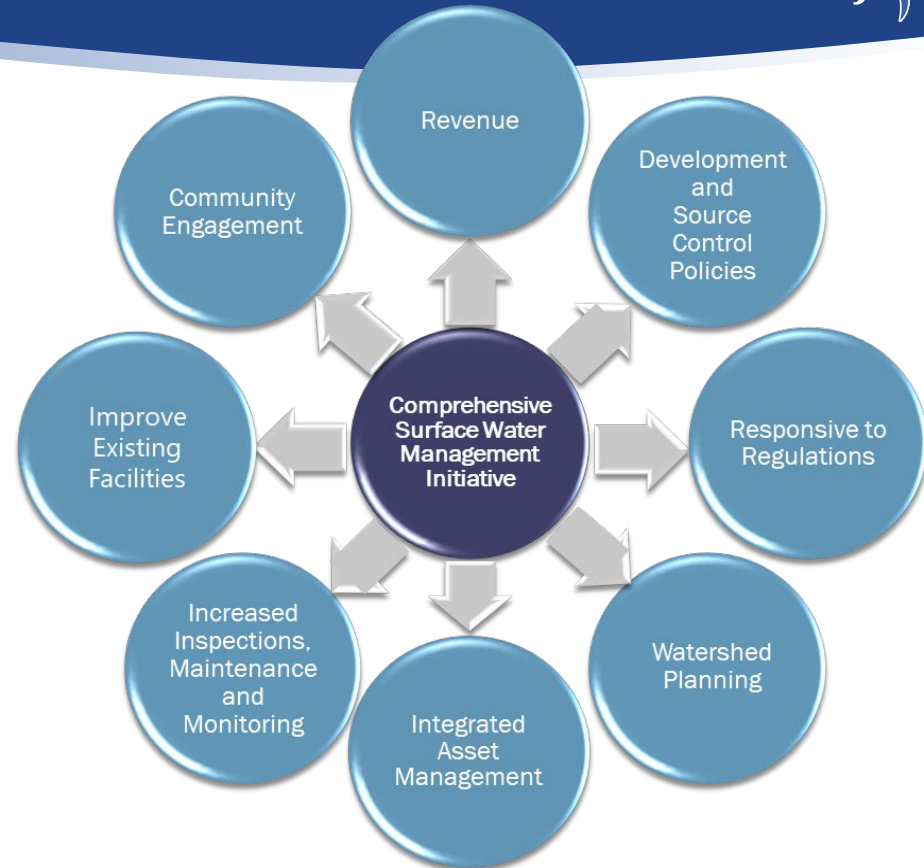 Revenue
Development
and
Source
Control
Policies
Responsive to
Regulations
Watershed
Planning
Integrated
Asset
Management
Increased
Inspections,
Maintenance
and
Monitoring
Improve
Existing
Facilities
Community
Engagement
Comprehensive
Surface Water
Management
Initiative